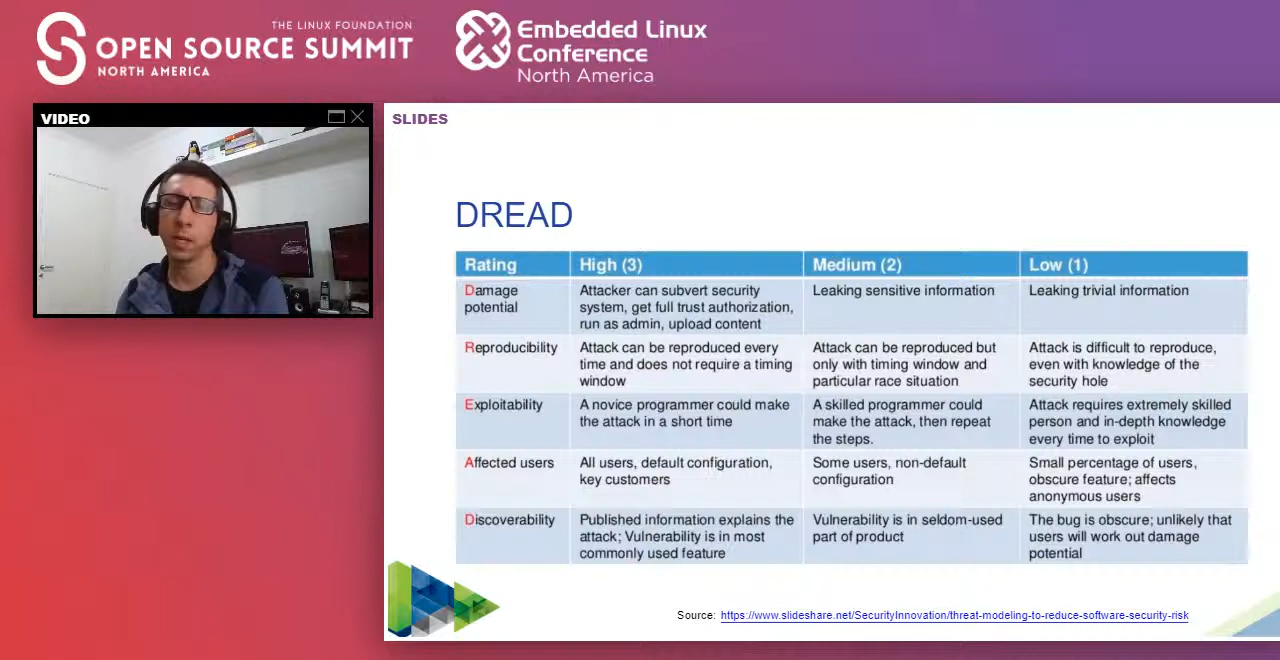 THE LINUX FOUNDATION
OPEN SOURCE SUMMIT
NORTH AMERICA
Embedded Linux
Conference
North America
VIDEO
SLIDES
DREAD
Rating High (3) Medium (2) Low (1)
Damage potential
Attacker can subvert security
system, get full trust authorization,
run as admin, upload content
Leaking sensitive information
Leaking trivial information
Reproducibility
Attack can be reproduced every
time and does not require a timing
window
Attack can be reproduced but
only with timing window and
particular race situation
Attack is difficult to reproduce,
even with knowledge of the
security hole
Exploitability
A novice programmer could make
the attack in a short time
A skilled programmer could
make the attack, then repeat
the steps.
Attack requires extremely skilled
person and in-depth knowledge
every time to exploit
Affected users
All users, default configuration,
key customers
Some users, non-default
configuration
Small percentage of users,
obscure feature; affects
anonymous users
Discoverability
Published information explains the
attack; Vulnerability is in most
commonly used feature
Vulnerability is in seldom-used
part of product
The bug is obscure; unlikely that
users will work out damage
potential
Source: https://www.slideshare.net/SecurityInnovation/threat-modeling-to-reduce-software-security-risk